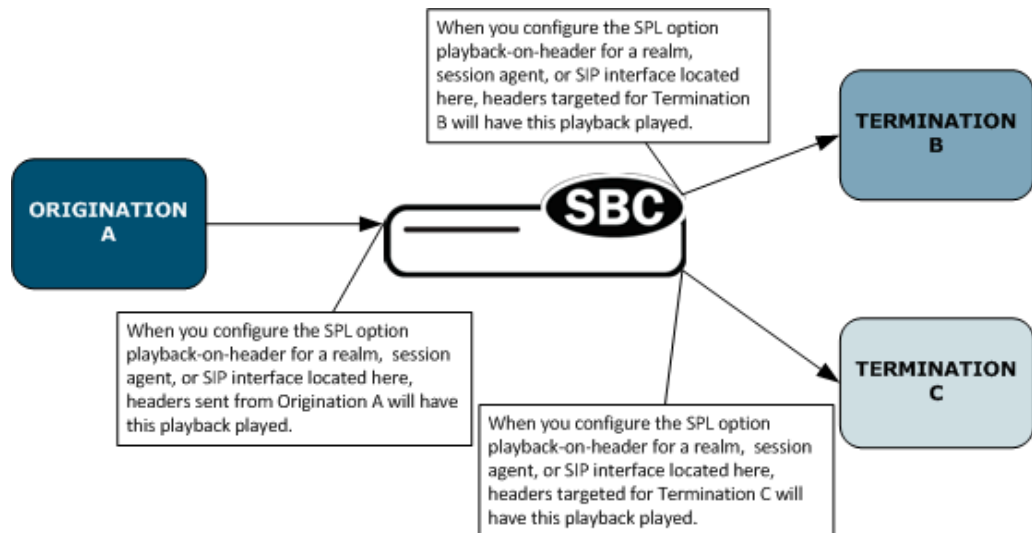 When you configure the SPL option
playback-on-header for a realm,
session agent, or SIP interface located
here, headers targeted for Termination
B will have this playback played.
TERMINATION
B
ORIGINATION
A
SBC
When you configure the SPL option
playback-on-header for a realm, session
agent, or SIP interface located here,
headers sent from Origination A will have
this playback played.
TERMINATION
C
When you configure the SPL option
playback-on-header for a realm, session
agent, or SIP interface located here,
headers targeted for Termination C will
have this playback played.